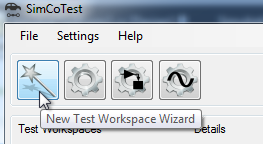 SimCoTest
File Settings Help
New Test Workspace Wizard
Test Workspaces Details